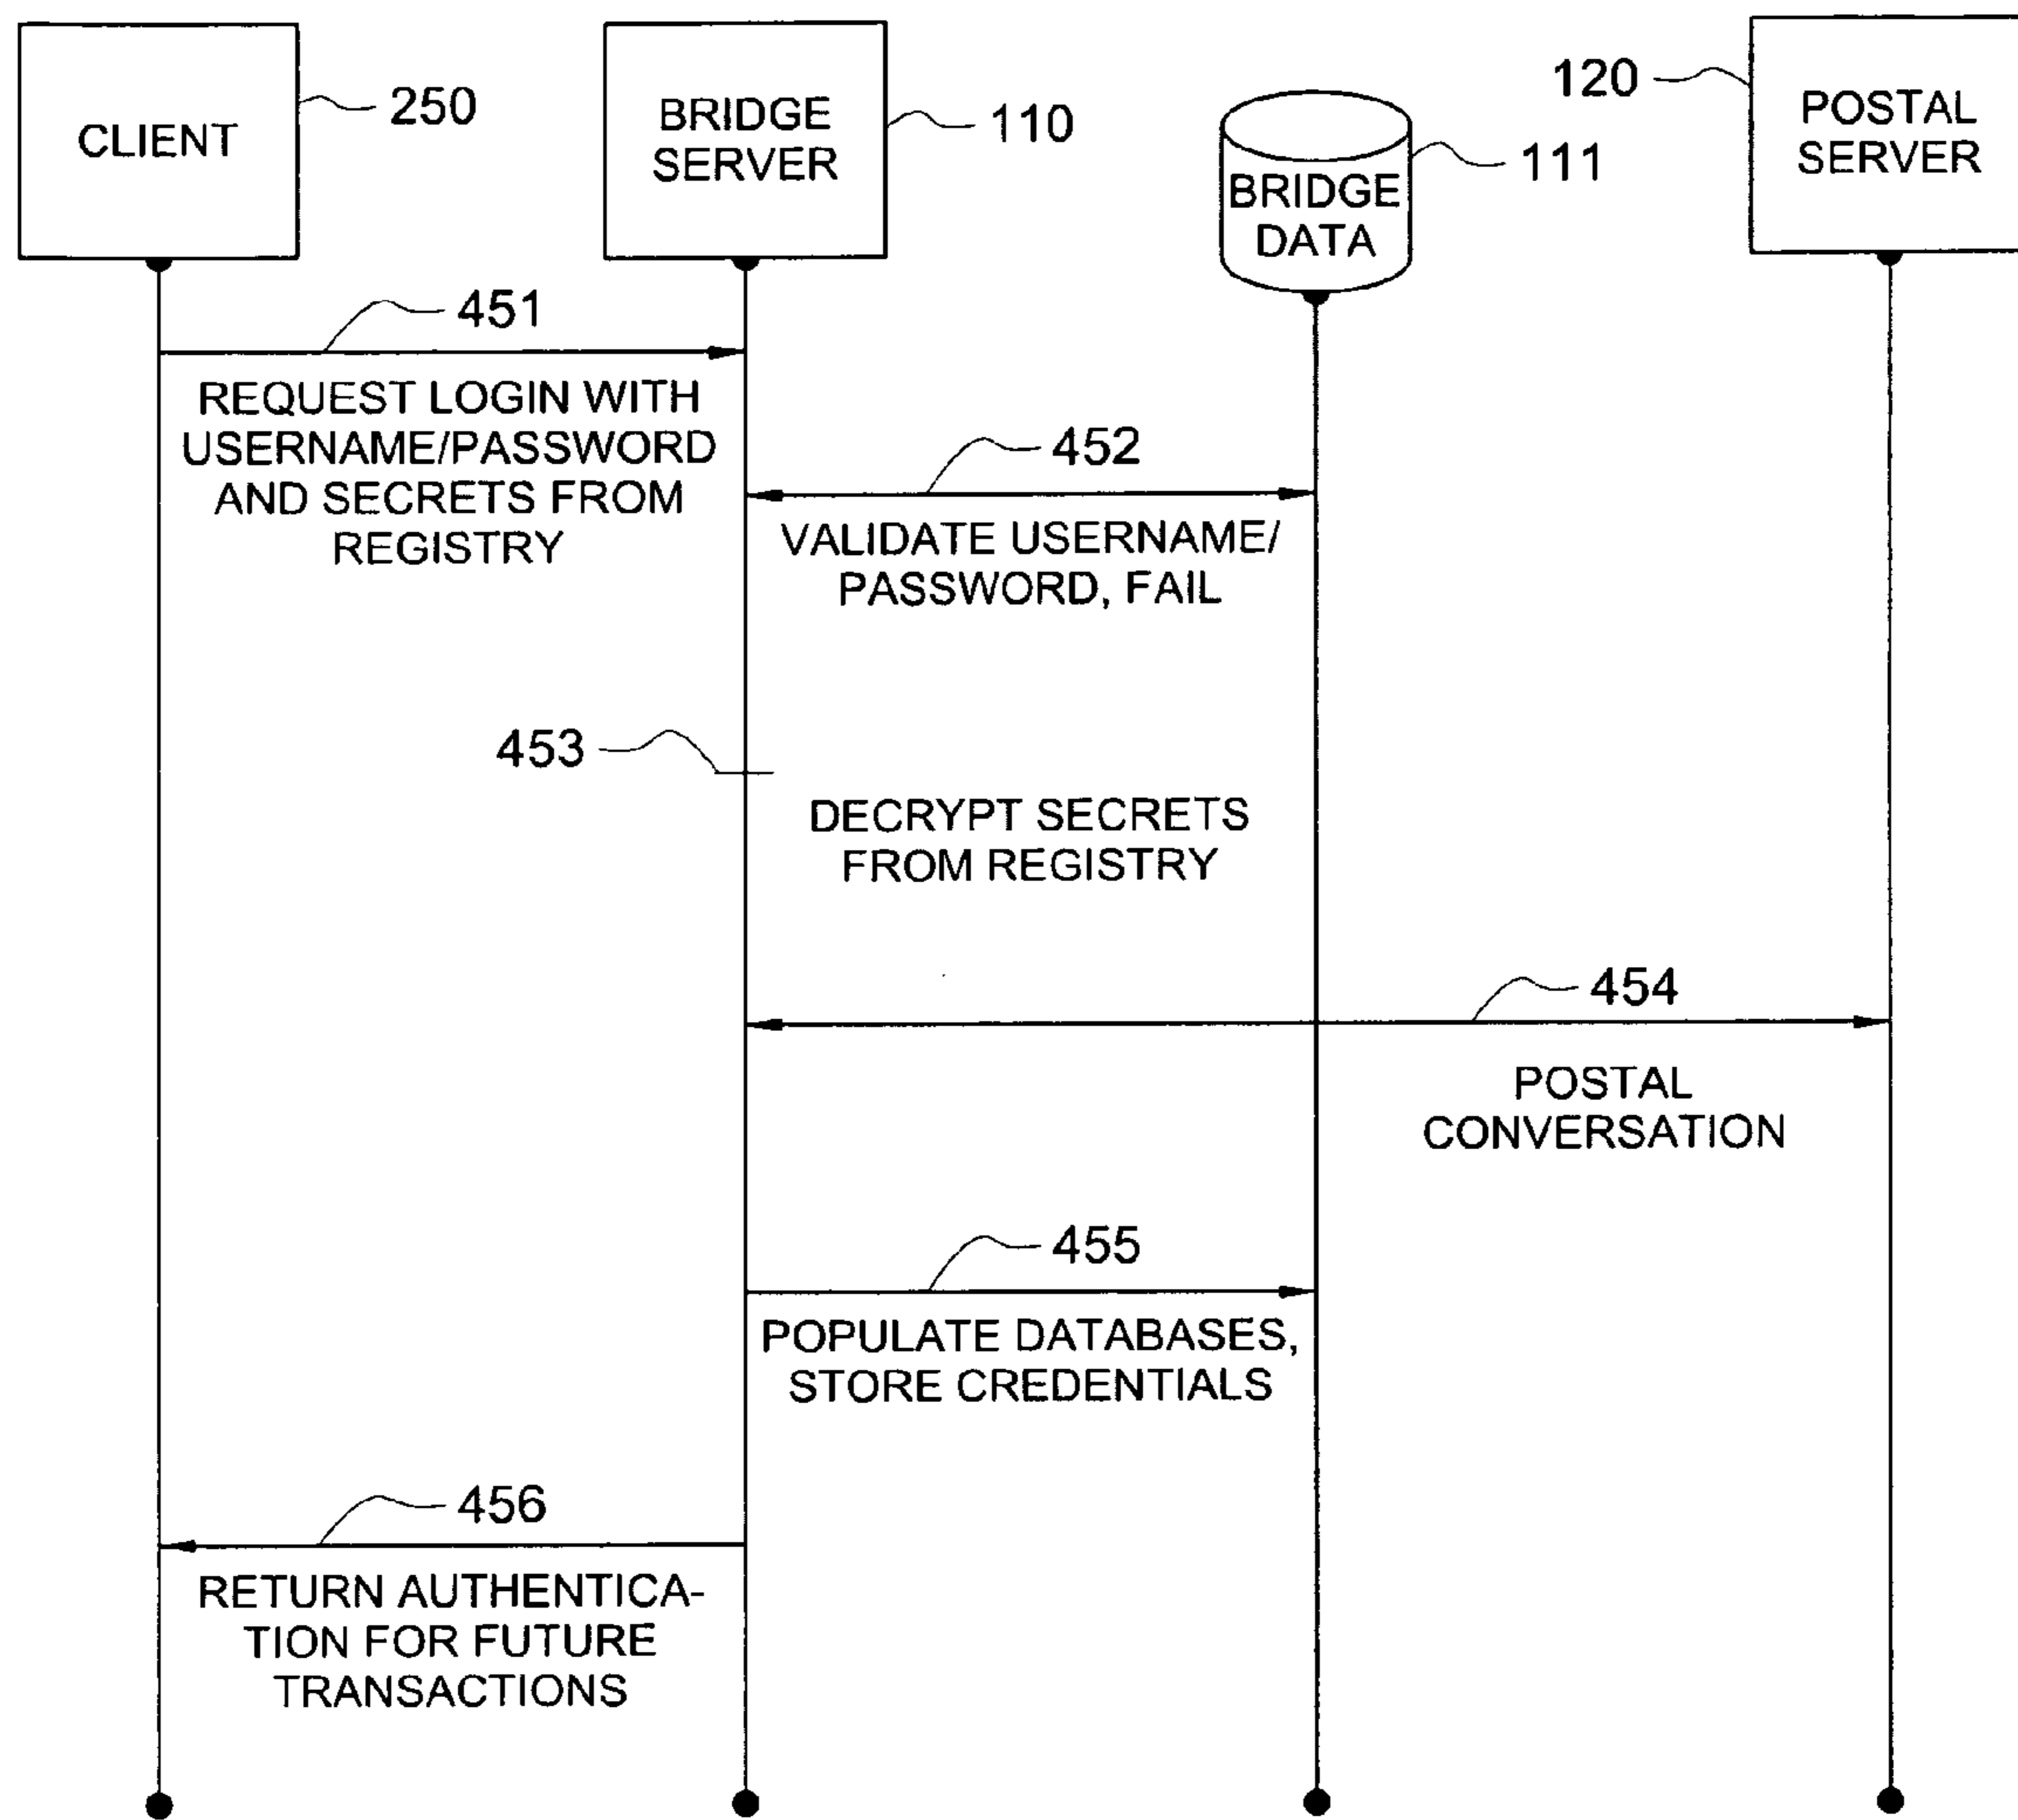 CLIENT
250
BRIDGE
SERVER
110
BRIDGE
DATA
111
120
POSTAL
SERVER
451
REQUEST LOGIN WITH
USERNAME/PASSWORD
AND SECRETS FROM
REGISTRY
452
VALIDATE USERNAME/
PASSWORD, FAIL
453
DECRYPT SECRETS
FROM REGISTRY
454
POSTAL
CONVERSATION
455
POPULATE DATABASES,
STORE CREDENTIALS
456
RETURN AUTHENTICA-
TION FOR FUTURE
TRANSACTIONS